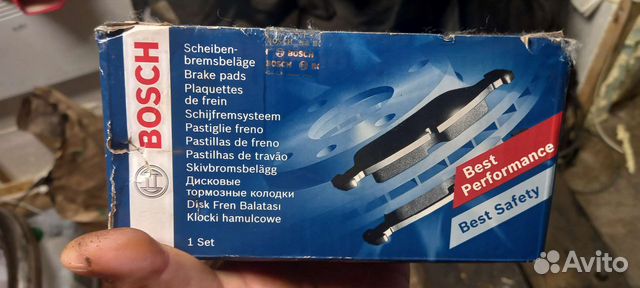 BOSCH
Scheiben-
bremsbeläge
Brake pads
Plaquettes
de frein
Schijfremsysteem
Pastiglie freno
Pastillas de freno
Pastilhas de travão
Skivbromsbelägg
Дисковые
тормозные колодки
Disk Fren Balatası
Klocki hamulcowe
1 Set
BOSCH
Best
Performance
Best Safety
Avito